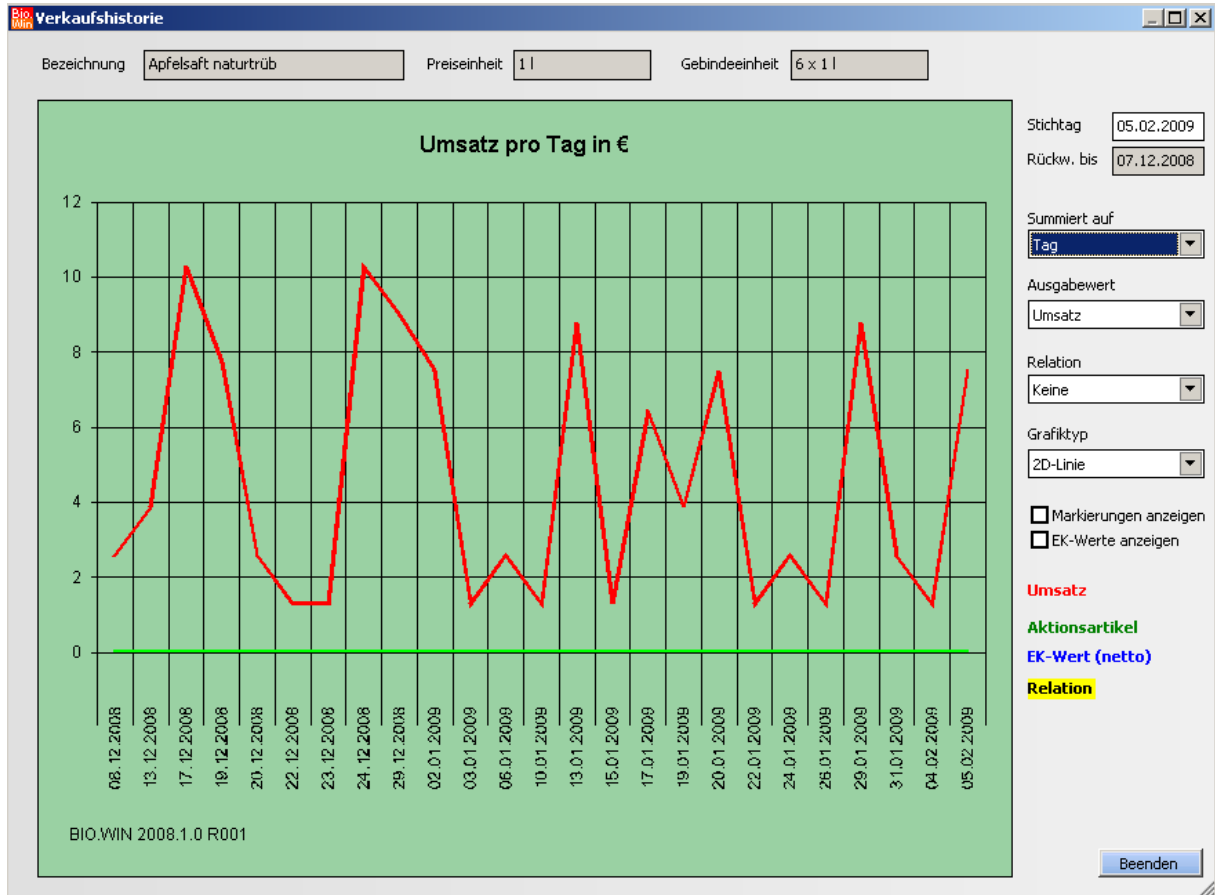 Bio Win Verkaufshistorie
Bezeichnung Apfelsaft naturtrüb Preiseinheit 1 l Gebindeeinheit 6 x 1 l
Umsatz pro Tag in €
12
10
8
6
4
2
0
08.12.2008
13.12.2008
17.12.2008
19.12.2008
20.12.2008
22.12.2008
23.12.2008
24.12.2008
29.12.2008
02.01.2009
03.01.2009
06.01.2009
10.01.2009
13.01.2009
15.01.2009
17.01.2009
19.01.2009
20.01.2009
22.01.2009
24.01.2009
26.01.2009
29.01.2009
31.01.2009
04.02.2009
05.02.2009
BIO.WIN 2008.1.0 R001
Stichtag 05.02.2009
Rückw. bis 07.12.2008
Summiert auf
Tag
Ausgabewert
Umsatz
Relation
Keine
Grafiktyp
2D-Linie
Markierungen anzeigen
EK-Werte anzeigen
Umsatz
Aktionsartikel
EK-Wert (netto)
Relation
Beenden